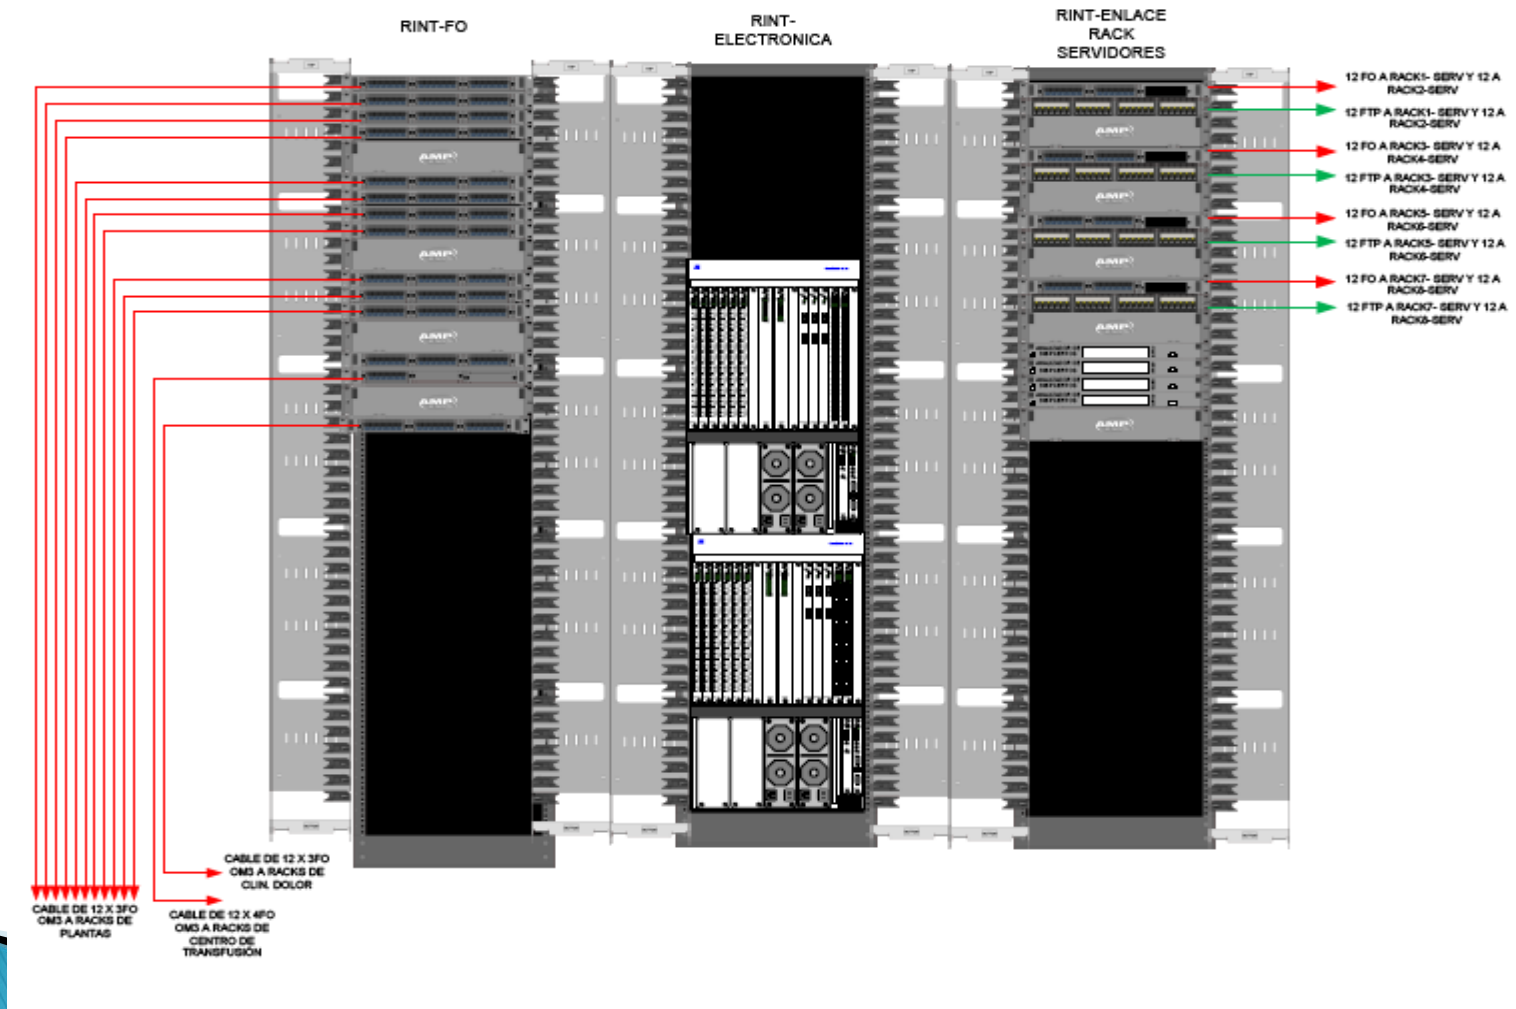 RINT-FO
RINT-
ELECTRONICA
RINT-ENLACE
RACK
SERVIDORES
12 FO A RACK1- SERV Y 12 A
RACK2-SERV
12 FTP A RACK1- SERV Y 12 A
RACK2-SERV
12 FO A RACK3- SERV Y 12 A
RACK4-SERV
12 FTP A RACK3- SERV Y 12 A
RACK4-SERV
12 FO A RACK5- SERV Y 12 A
RACK6-SERV
12 FTP A RACK5- SERV Y 12 A
RACK6-SERV
12 FO A RACK7- SERV Y 12 A
RACK8-SERV
12 FTP A RACK7- SERV Y 12 A
RACK8-SERV
AMP
AMP
AMP
AMP
AMP
AMP
AMP
AMP
AMP
CABLE DE 12 X 3FO
OM3 A RACKS DE
CLIN. DOLOR
CABLE DE 12 X 3FO
OM3 A RACKS DE
PLANTAS
CABLE DE 12 X 4FO
OM3 A RACKS DE
CENTRO DE
TRANSFUSIÓN